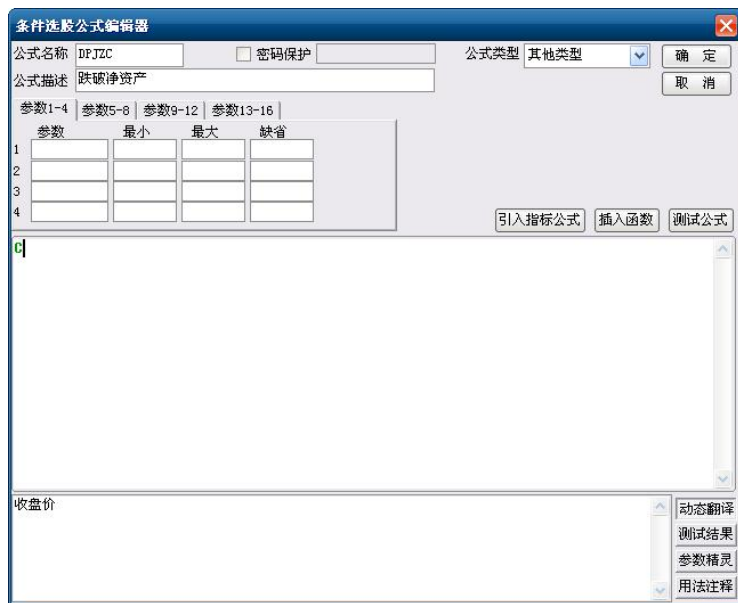 条件选股公式编辑器
公式名称 DPJZC 密码保护 公式类型 其他类型 确 定
公式描述 跌破净资产 取 消
参数1-4 参数5-8 参数9-12 参数13-16
参数 最小 最大 缺省
1
2
3
4
引入指标公式 插入函数 测试公式
C
收盘价
动态翻译
测试结果
参数精灵
用法注释